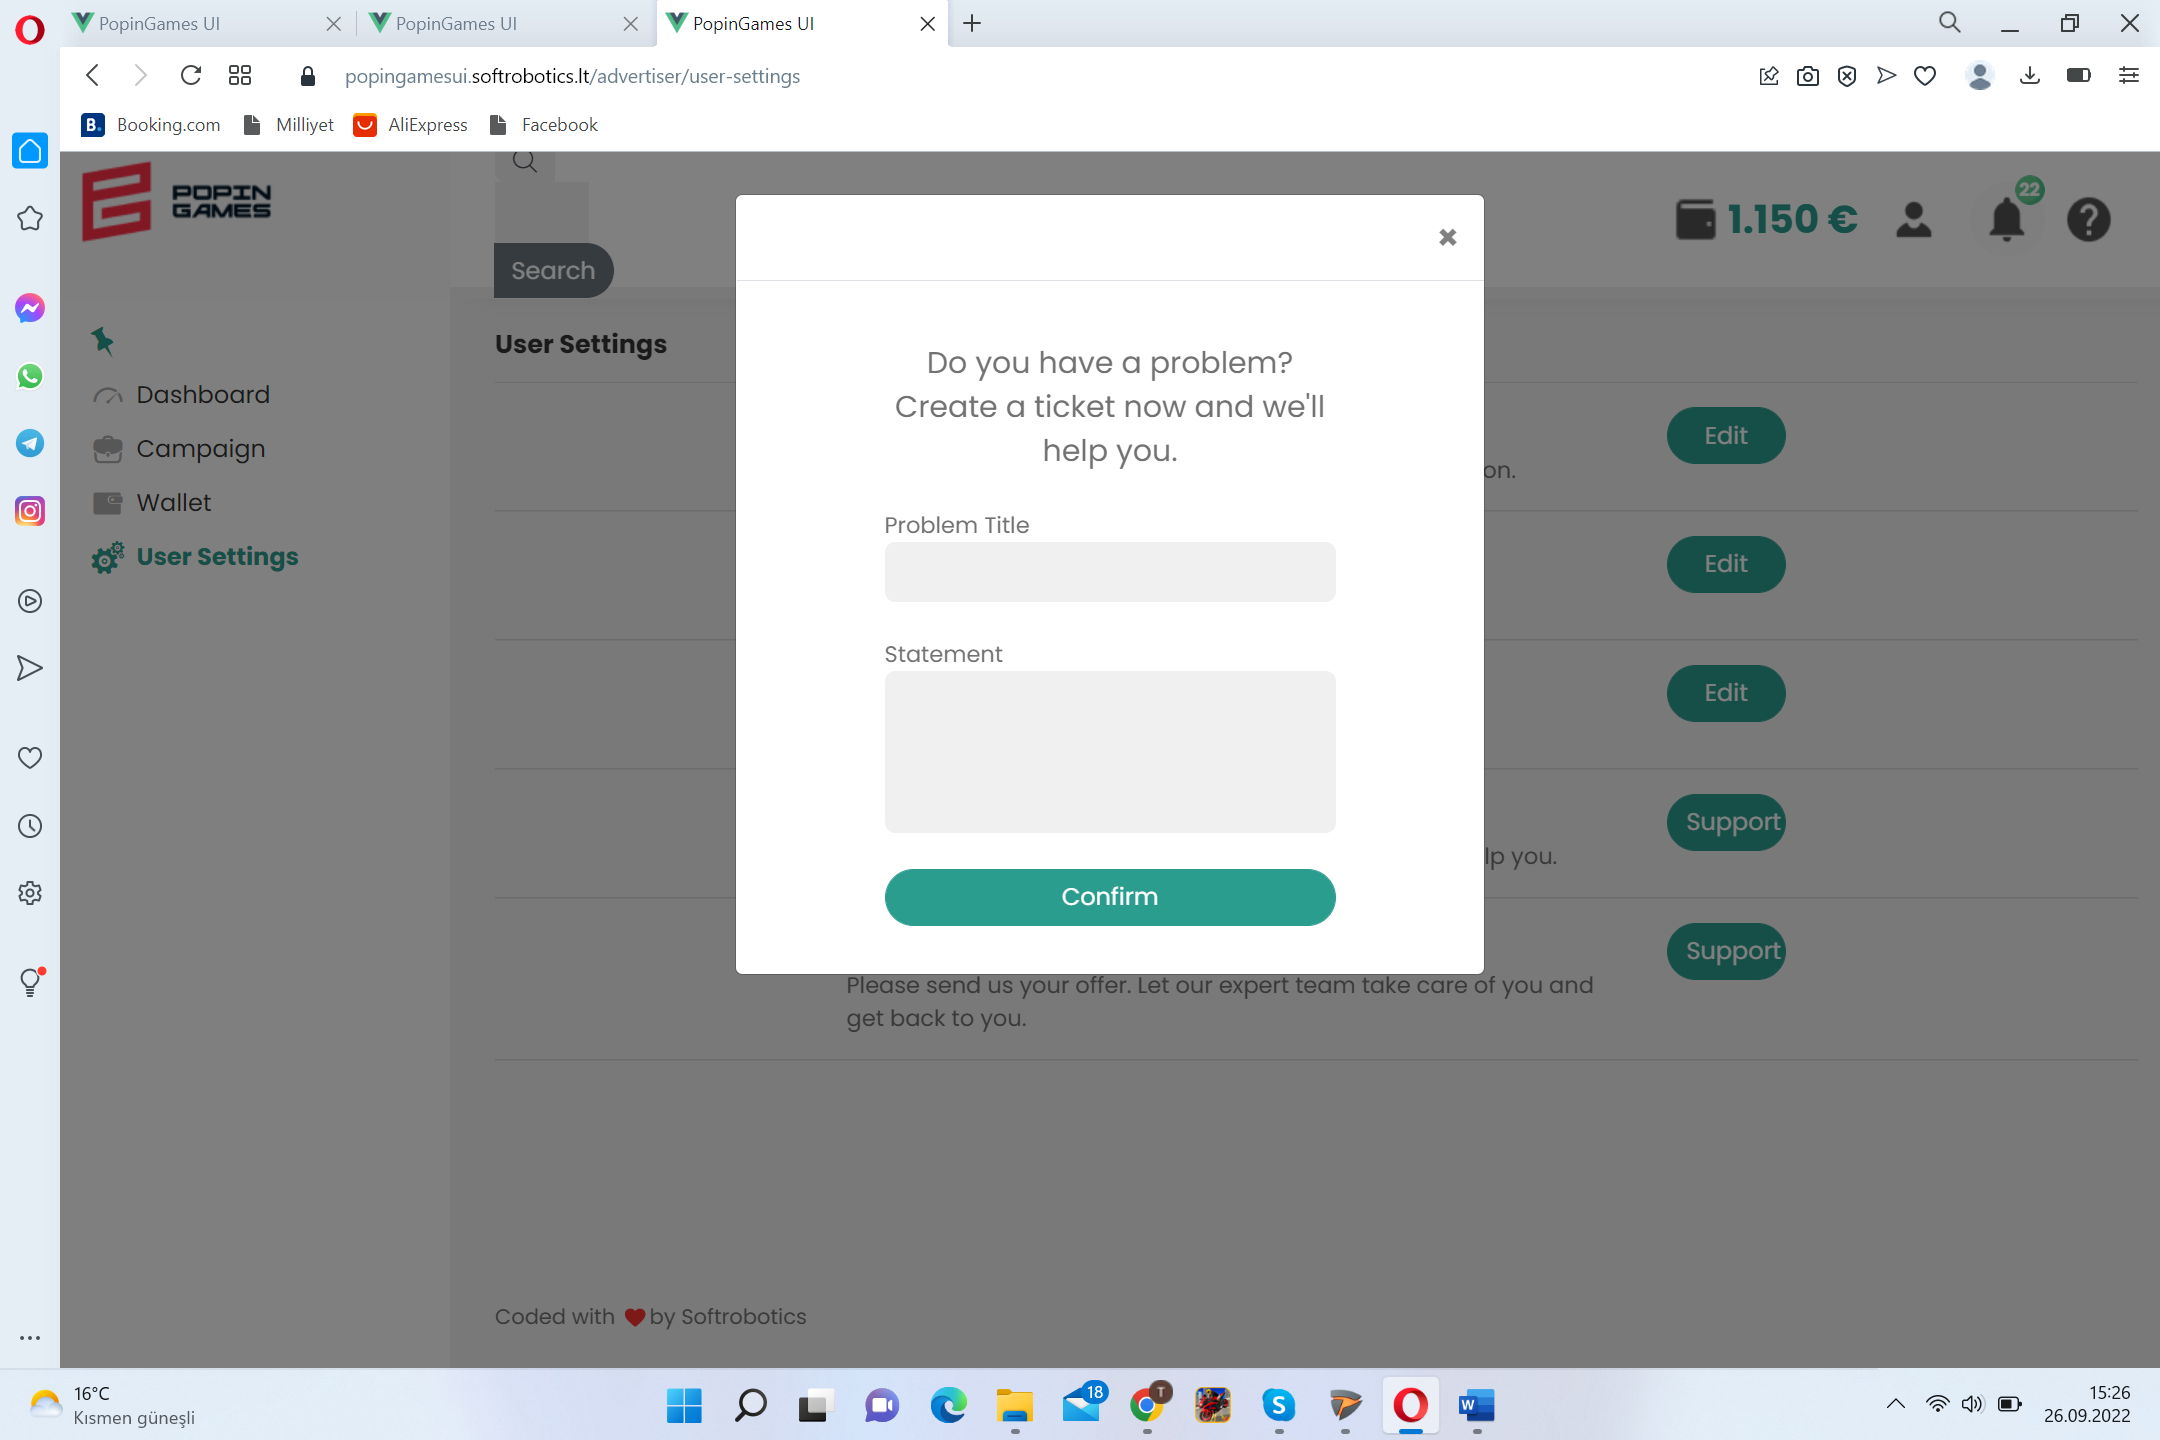 PopinGames UI
PopinGames UI
PopinGames UI
popingamesui.softrobotics.lt/advertiser/user-settings
B. Booking.com
Milliyet
AliExpress
Facebook
POPIN
GAMES
Search
1.150 €
22
Dashboard
Campaign
Wallet
User Settings
User Settings
Do you have a problem?
Create a ticket now and we'll
help you.
Problem Title
Statement
Confirm
Edit
on.
Edit
Edit
Support
lp you.
Support
Please send us your offer. Let our expert team take care of you and
get back to you.
Coded with
by Softrobotics
16°C
Kısmen güneşli
18
T
S
W
15:26
26.09.2022